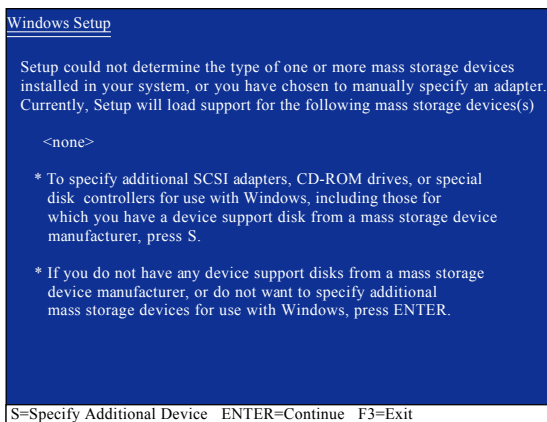 Windows Setup
Setup could not determine the type of one or more mass storage devices
installed in your system, or you have chosen to manually specify an adapter.
Currently, Setup will load support for the following mass storage devices(s)
<none>
* To specify additional SCSI adapters, CD-ROM drives, or special
disk controllers for use with Windows, including those for
which you have a device support disk from a mass storage device
manufacturer, press S.
* If you do not have any device support disks from a mass storage
device manufacturer, or do not want to specify additional
mass storage devices for use with Windows, press ENTER.
S=Specify Additional Device ENTER=Continue F3=Exit